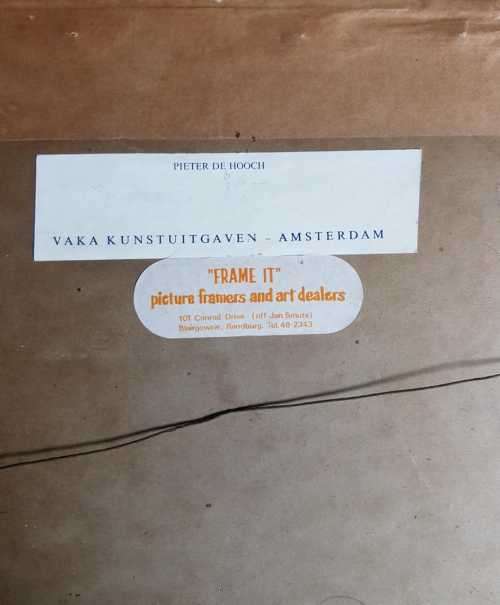 PIETER DE HOOCH
VAKA KUNSTUITGAVEN - AMSTERDAM
"FRAME IT"
picture framers and art dealers
101 Conrad Drive (off Jan Smuts)
Blairgowrie, Randburg. Tel. 48-2343